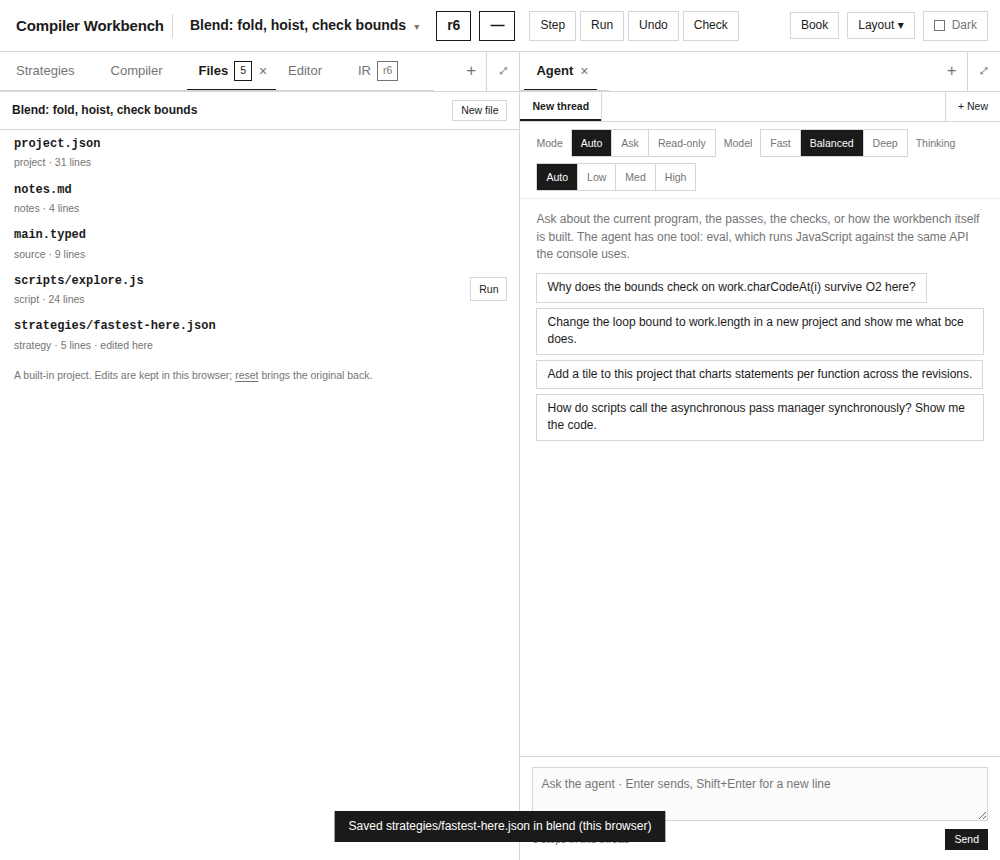 Compiler Workbench
Blend: fold, hoist, check bounds ▾
r6
—
Step
Run
Undo
Check
Book
Layout ▾
Dark
Strategies
Compiler
Files 5 ×
Editor
IR r6
+
Agent ×
+
Blend: fold, hoist, check bounds
New file
project.json
project · 31 lines
notes.md
notes · 4 lines
main.typed
source · 9 lines
scripts/explore.js
script · 24 lines
Run
strategies/fastest-here.json
strategy · 5 lines · edited here
A built-in project. Edits are kept in this browser; reset brings the original back.
New thread
+ New
Mode Auto Ask Read-only Model Fast Balanced Deep Thinking
Auto Low Med High
Ask about the current program, the passes, the checks, or how the workbench itself
is built. The agent has one tool: eval, which runs JavaScript against the same API
the console uses.
Why does the bounds check on work.charCodeAt(i) survive O2 here?
Change the loop bound to work.length in a new project and show me what bce
does.
Add a tile to this project that charts statements per function across the revisions.
How do scripts call the asynchronous pass manager synchronously? Show me
the code.
Ask the agent · Enter sends, Shift+Enter for a new line
Saved strategies/fastest-here.json in blend (this browser)
Send